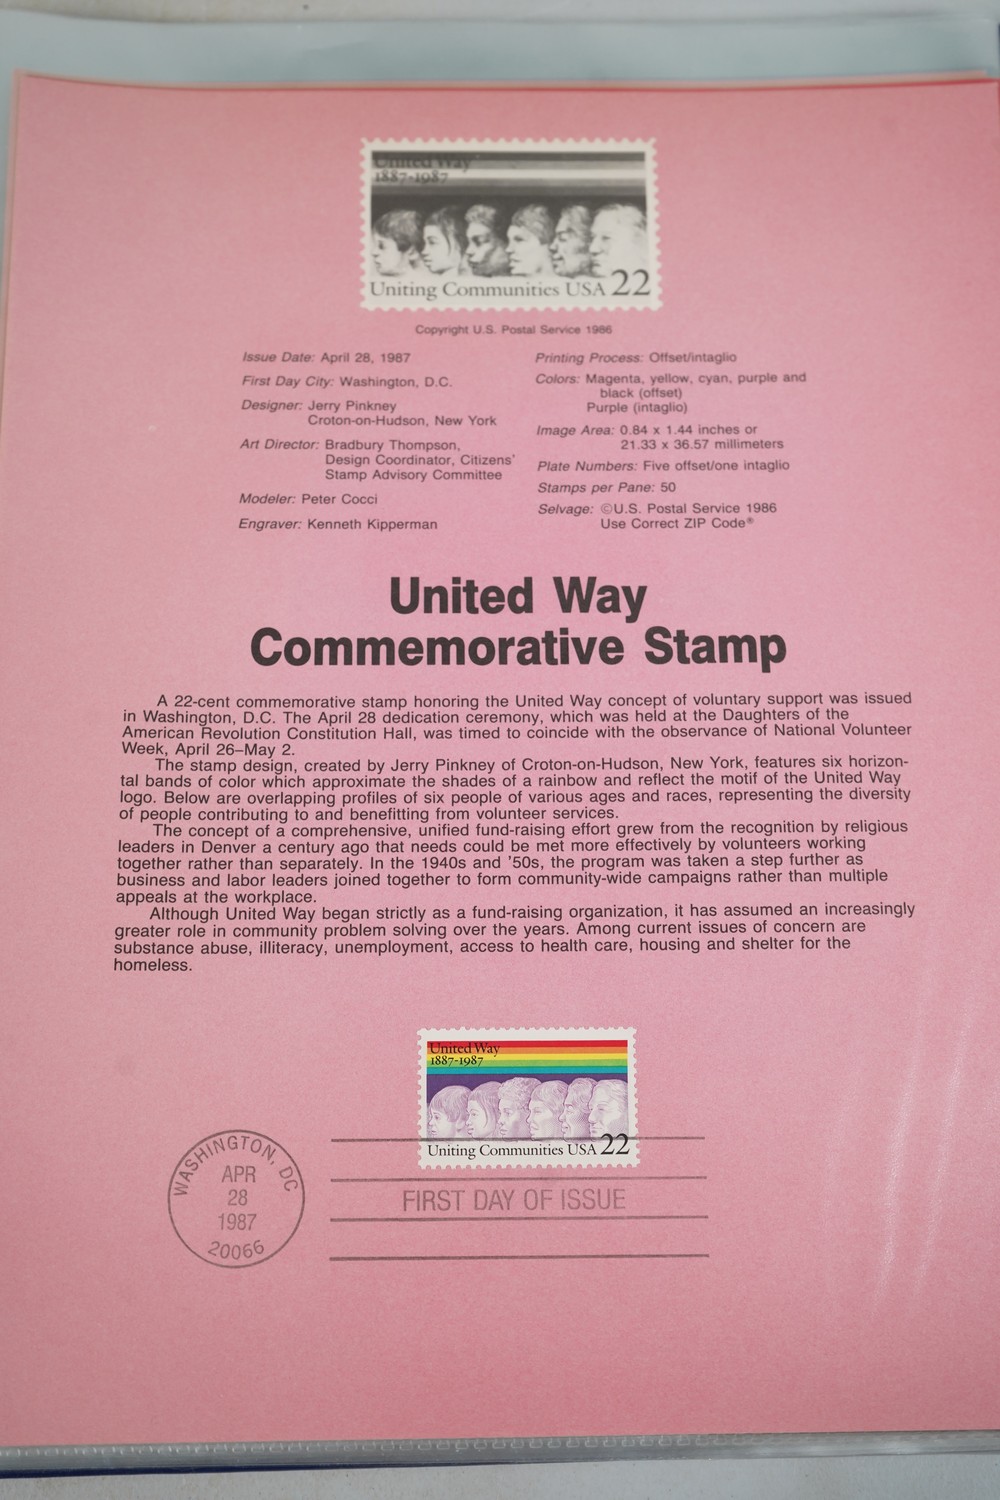 United Way
1887-1987
Uniting Communities USA 22
Copyright U.S. Postal Service 1986
Issue Date: April 28, 1987
First Day City: Washington, D.C.
Designer: Jerry Pinkney
Croton-on-Hudson, New York
Art Director: Bradbury Thompson,
Design Coordinator, Citizens'
Stamp Advisory Committee
Modeler: Peter Cocci
Engraver: Kenneth Kipperman
Printing Process: Offset/intaglio
Colors: Magenta, yellow, cyan, purple and
black (offset)
Purple (intaglio)
Image Area: 0.84 x 1.44 inches or
21.33 x 36.57 millimeters
Plate Numbers: Five offset/one intaglio
Stamps per Pane: 50
Selvage: ©U.S. Postal Service 1986
Use Correct ZIP Code®
United Way
Commemorative Stamp
A 22-cent commemorative stamp honoring the United Way concept of voluntary support was issued
in Washington, D.C. The April 28 dedication ceremony, which was held at the Daughters of the
American Revolution Constitution Hall, was timed to coincide with the observance of National Volunteer
Week, April 26–May 2.
The stamp design, created by Jerry Pinkney of Croton-on-Hudson, New York, features six horizon-
tal bands of color which approximate the shades of a rainbow and reflect the motif of the United Way
logo. Below are overlapping profiles of six people of various ages and races, representing the diversity
of people contributing to and benefitting from volunteer services.
The concept of a comprehensive, unified fund-raising effort grew from the recognition by religious
leaders in Denver a century ago that needs could be met more effectively by volunteers working
together rather than separately. In the 1940s and '50s, the program was taken a step further as
business and labor leaders joined together to form community-wide campaigns rather than multiple
appeals at the workplace.
Although United Way began strictly as a fund-raising organization, it has assumed an increasingly
greater role in community problem solving over the years. Among current issues of concern are
substance abuse, illiteracy, unemployment, access to health care, housing and shelter for the
homeless.
United Way
1887-1987
Uniting Communities USA 22
WASHINGTON, DC
APR
28
1987
20066
FIRST DAY OF ISSUE